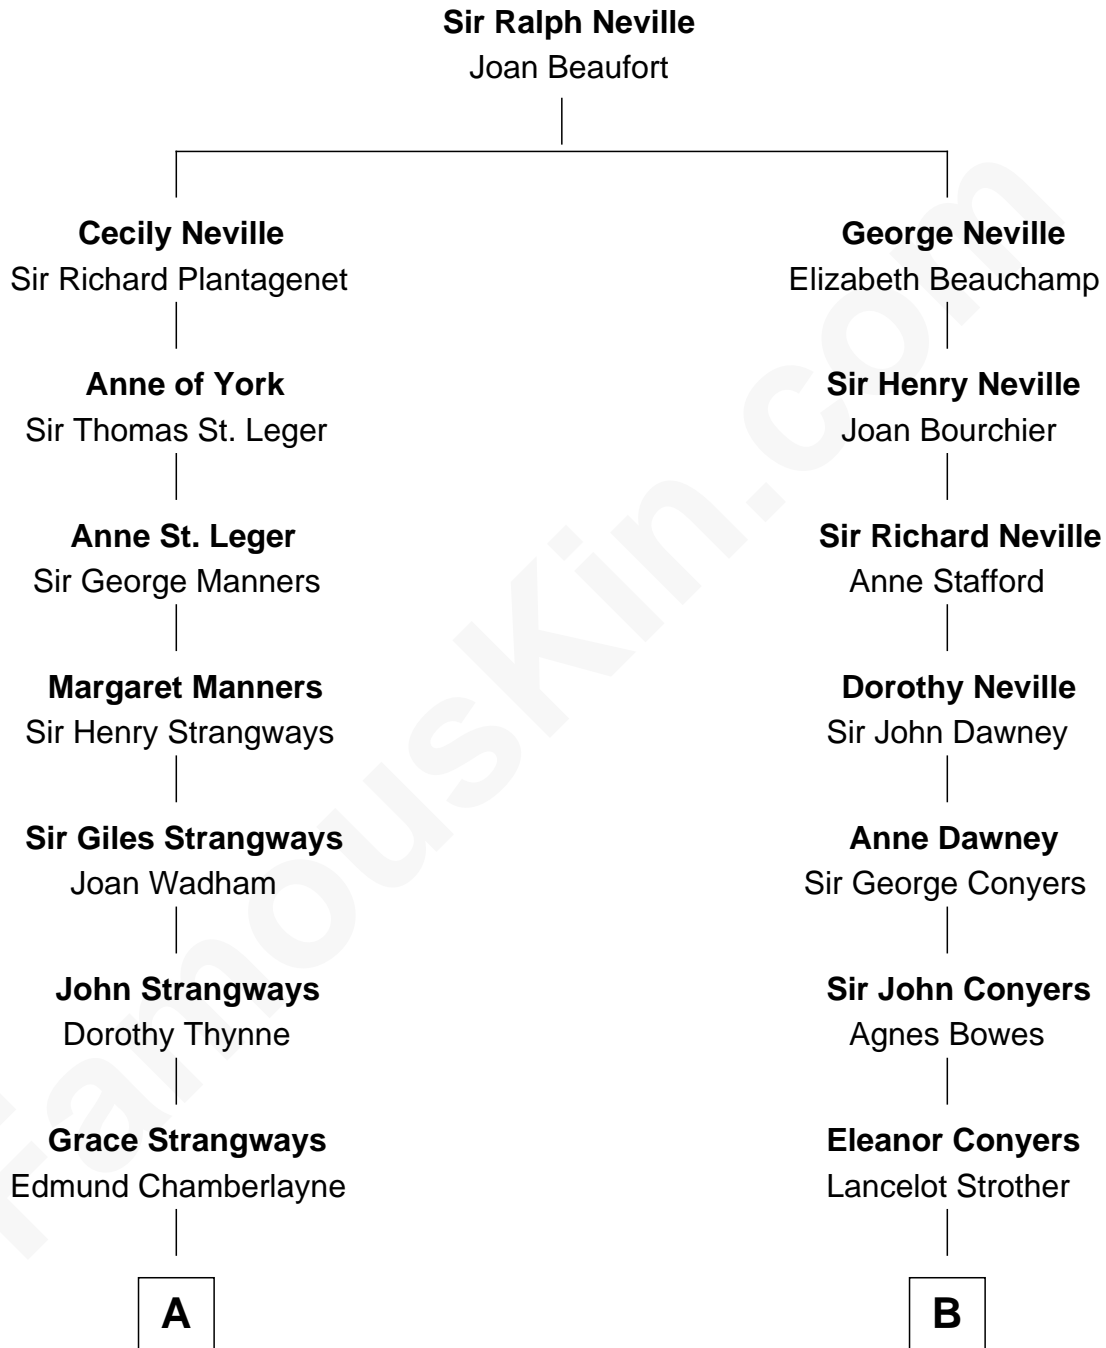 Sir Ralph Neville
Joan Beaufort
Cecily Neville
Sir Richard Plantagenet
Anne of York
Sir Thomas St. Leger
Anne St. Leger
Sir George Manners
Margaret Manners
Sir Henry Strangways
Sir Giles Strangways
Joan Wadham
John Strangways
Dorothy Thynne
Grace Strangways
Edmund Chamberlayne
A
George Neville
Elizabeth Beauchamp
Sir Henry Neville
Joan Bourchier
Sir Richard Neville
Anne Stafford
Dorothy Neville
Sir John Dawney
Anne Dawney
Sir George Conyers
Sir John Conyers
Agnes Bowes
Eleanor Conyers
Lancelot Strother
B
FamousKin.com